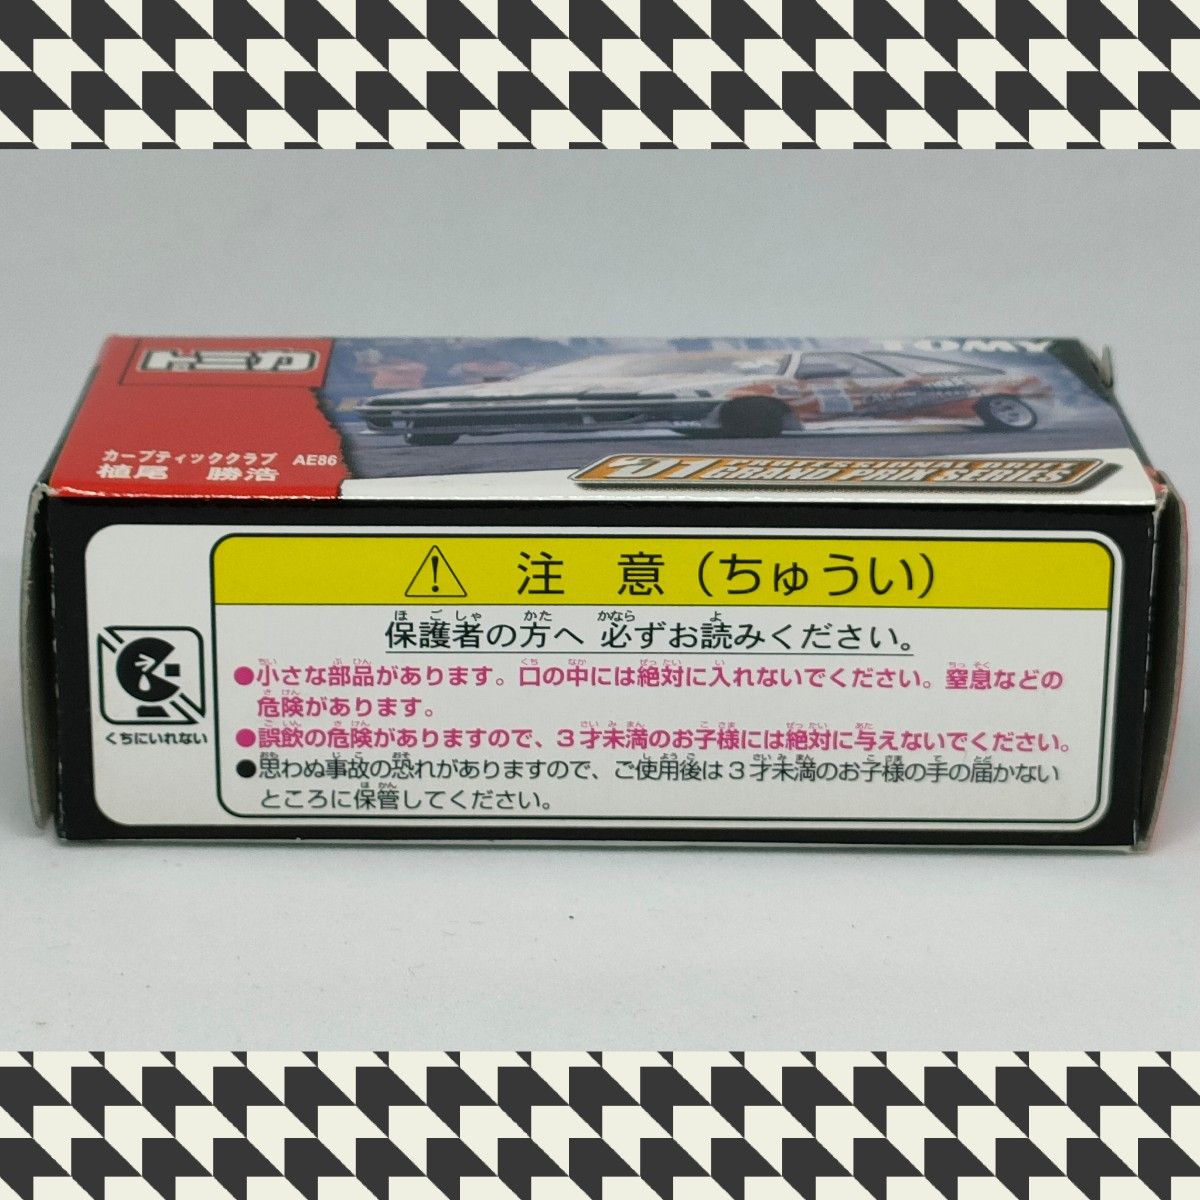 トミカ
TOMY
カーブティッククラブ AE86
植尾 勝浩
D1 PROFESSIONAL DRIFT
GRAND PRIX SERIES
注 意(ちゅうい)
保護者の方へ 必ずお読みください。
●小さな部品があります。口の中には絶対に入れないでください。窒息などの
危険があります。
●誤飲の危険がありますので、3才未満のお子様には絶対に与えないでください。
●思わぬ事故の恐れがありますので、ご使用後は3才未満のお子様の手の届かない
ところに保管してください。
くちにいれない